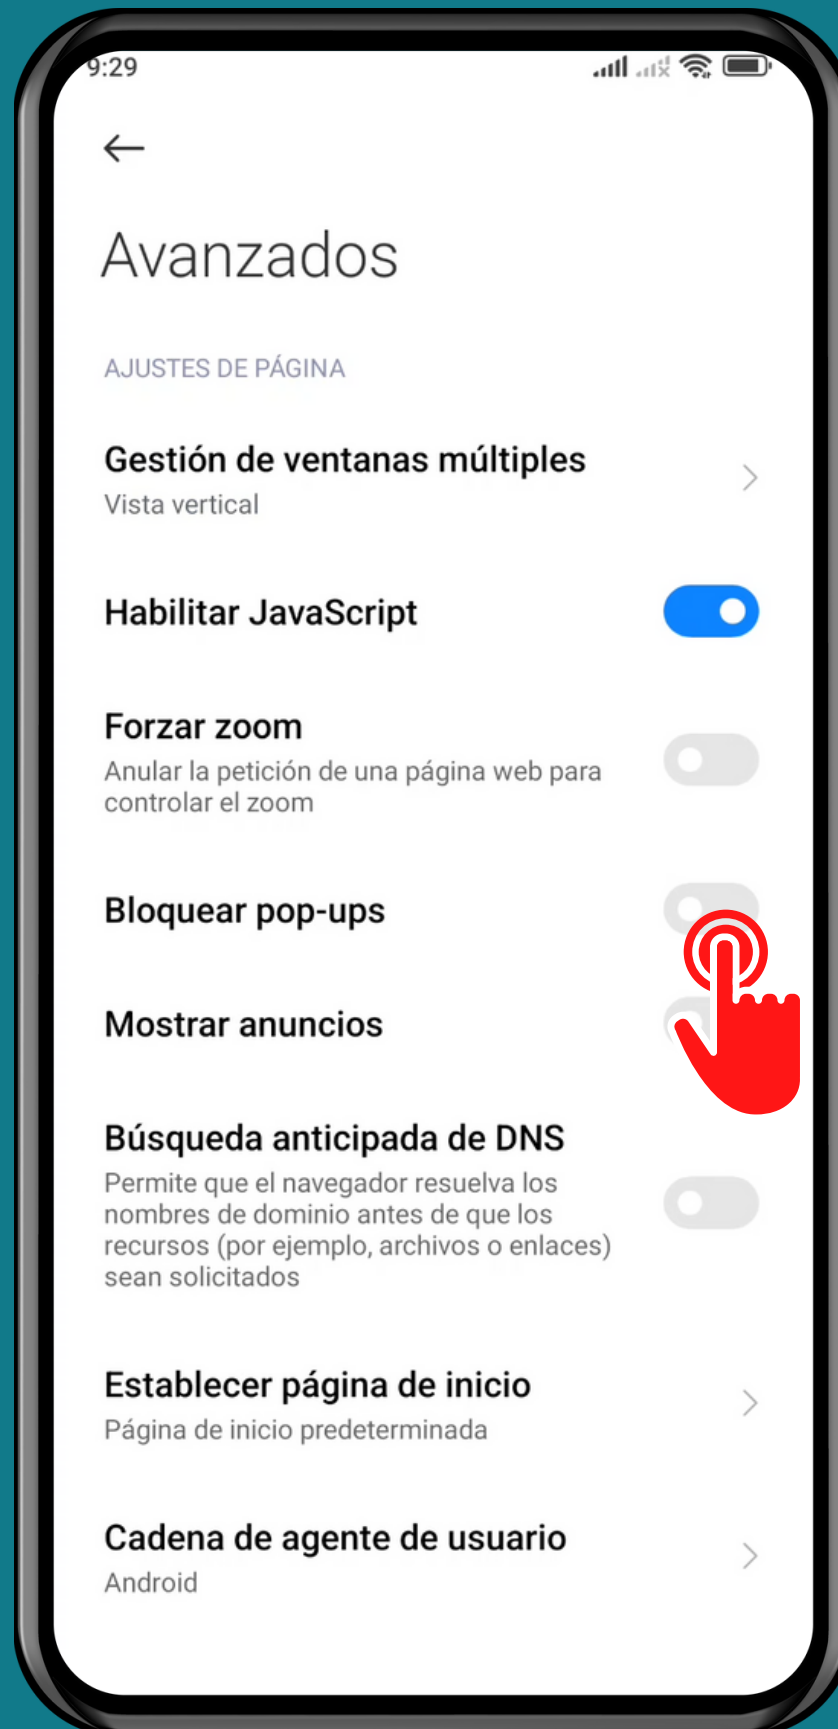 9:29
Avanzados
AJUSTES DE PÁGINA
Gestión de ventanas múltiples
Vista vertical
Habilitar JavaScript
Forzar zoom
Anular la petición de una página web para
controlar el zoom
Bloquear pop-ups
Mostrar anuncios
Búsqueda anticipada de DNS
Permite que el navegador resuelva los
nombres de dominio antes de que los
recursos (por ejemplo, archivos o enlaces)
sean solicitados
Establecer página de inicio
Página de inicio predeterminada
Cadena de agente de usuario
Android